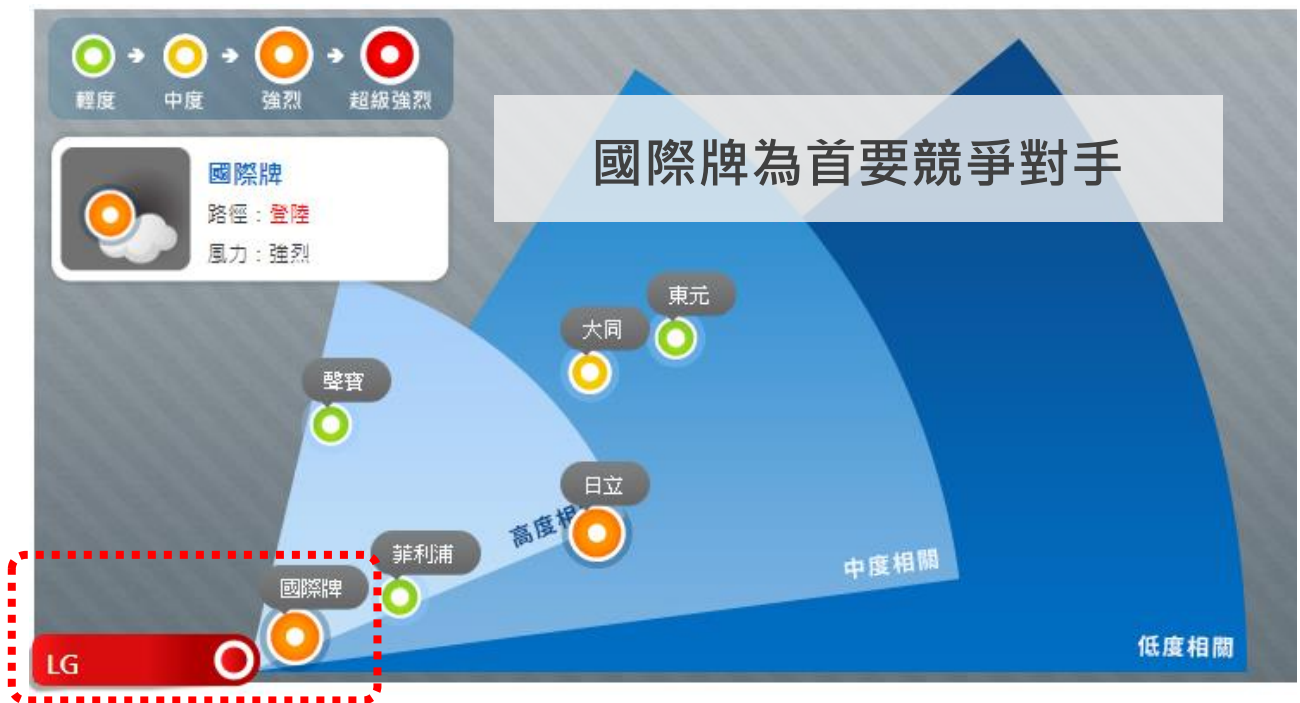 輕度
中度
強烈
超級強烈
國際牌為首要競爭對手
國際牌
路徑：登陸
風力：強烈
東元
大同
聲寶
日立
高度相
菲利浦
中度相關
國際牌
低度相關
LG